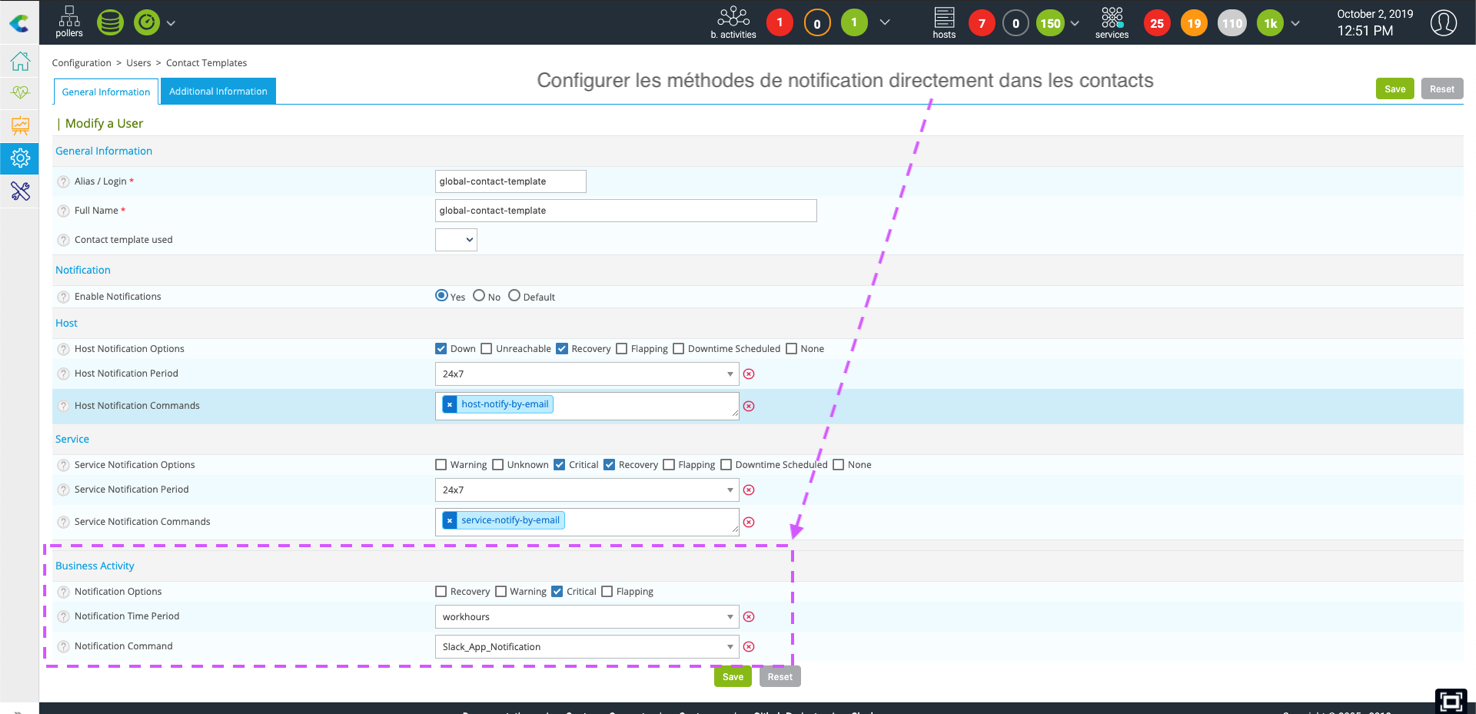 pollers
b. activities
1
0
1
hosts
7
0
150
services
25
19
110
1k
October 2, 2019
12:51 PM
Configuration > Users > Contact Templates
General Information
Additional Information
Configurer les méthodes de notification directement dans les contacts
Save
Reset
| Modify a User
General Information
Alias / Login * global-contact-template
Full Name * global-contact-template
Contact template used
Notification
Enable Notifications Yes No Default
Host
Host Notification Options Down Unreachable Recovery Flapping Downtime Scheduled None
Host Notification Period 24x7
Host Notification Commands × host-notify-by-email
Service
Service Notification Options Warning Unknown Critical Recovery Flapping Downtime Scheduled None
Service Notification Period 24x7
Service Notification Commands × service-notify-by-email
Business Activity
Notification Options Recovery Warning Critical Flapping
Notification Time Period workhours
Notification Command Slack_App_Notification
Save Reset